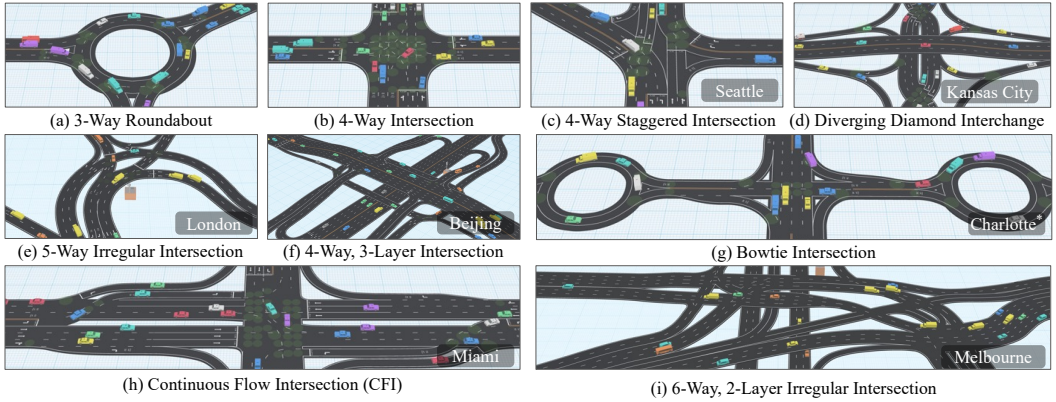 (a) 3-Way Roundabout
(b) 4-Way Intersection
Seattle
(c) 4-Way Staggered Intersection
Kansas City
(d) Diverging Diamond Interchange
London
(e) 5-Way Irregular Intersection
Beijing
(f) 4-Way, 3-Layer Intersection
Charlotte*
(g) Bowtie Intersection
Miami
(h) Continuous Flow Intersection (CFI)
Melbourne
(i) 6-Way, 2-Layer Irregular Intersection